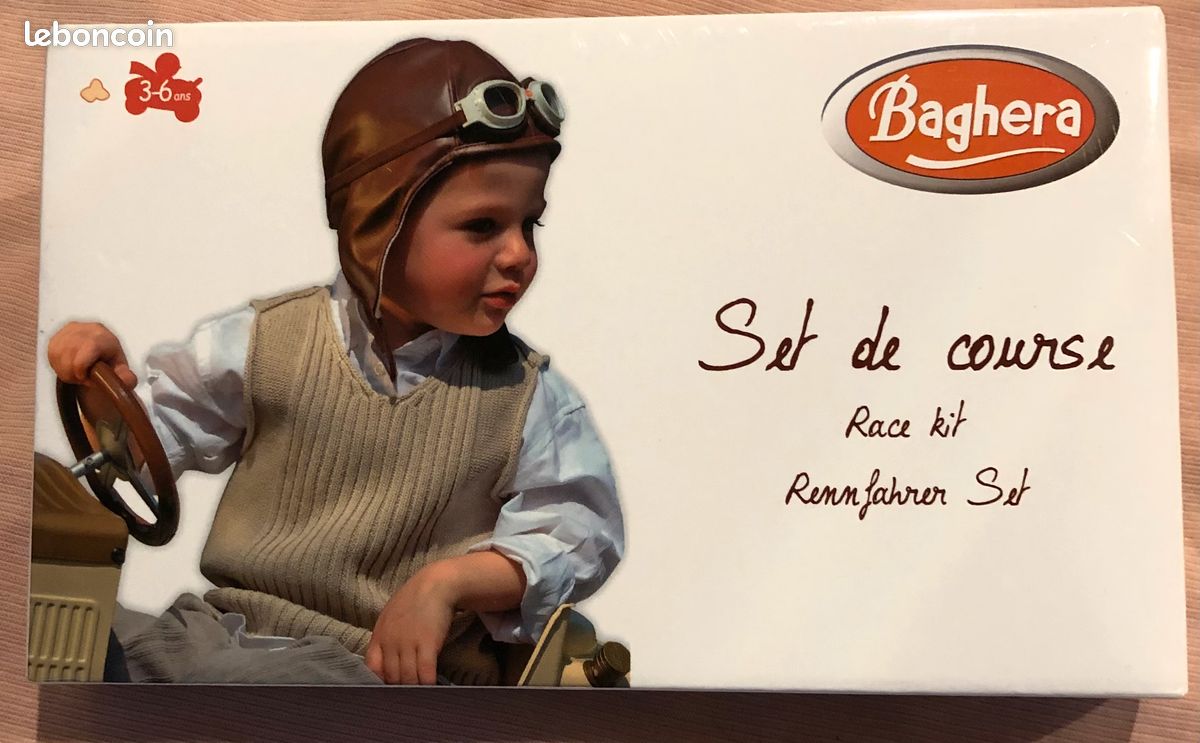 leboncoin
3-6 ans
Baghera
Set de course
Race kit
Rennfahrer Set